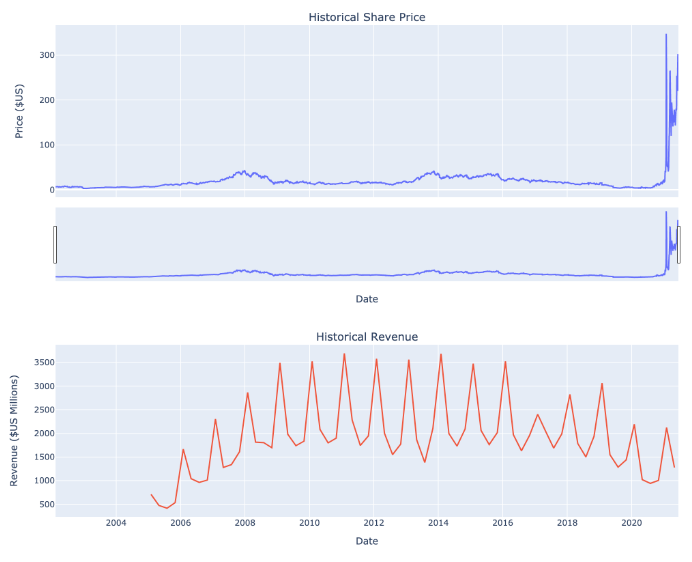 Historical Share Price
Price ($US)
300
200
100
0
Date
Historical Revenue
Revenue ($US Millions)
3500
3000
2500
2000
1500
1000
500
2004 2006 2008 2010 2012 2014 2016 2018 2020
Date